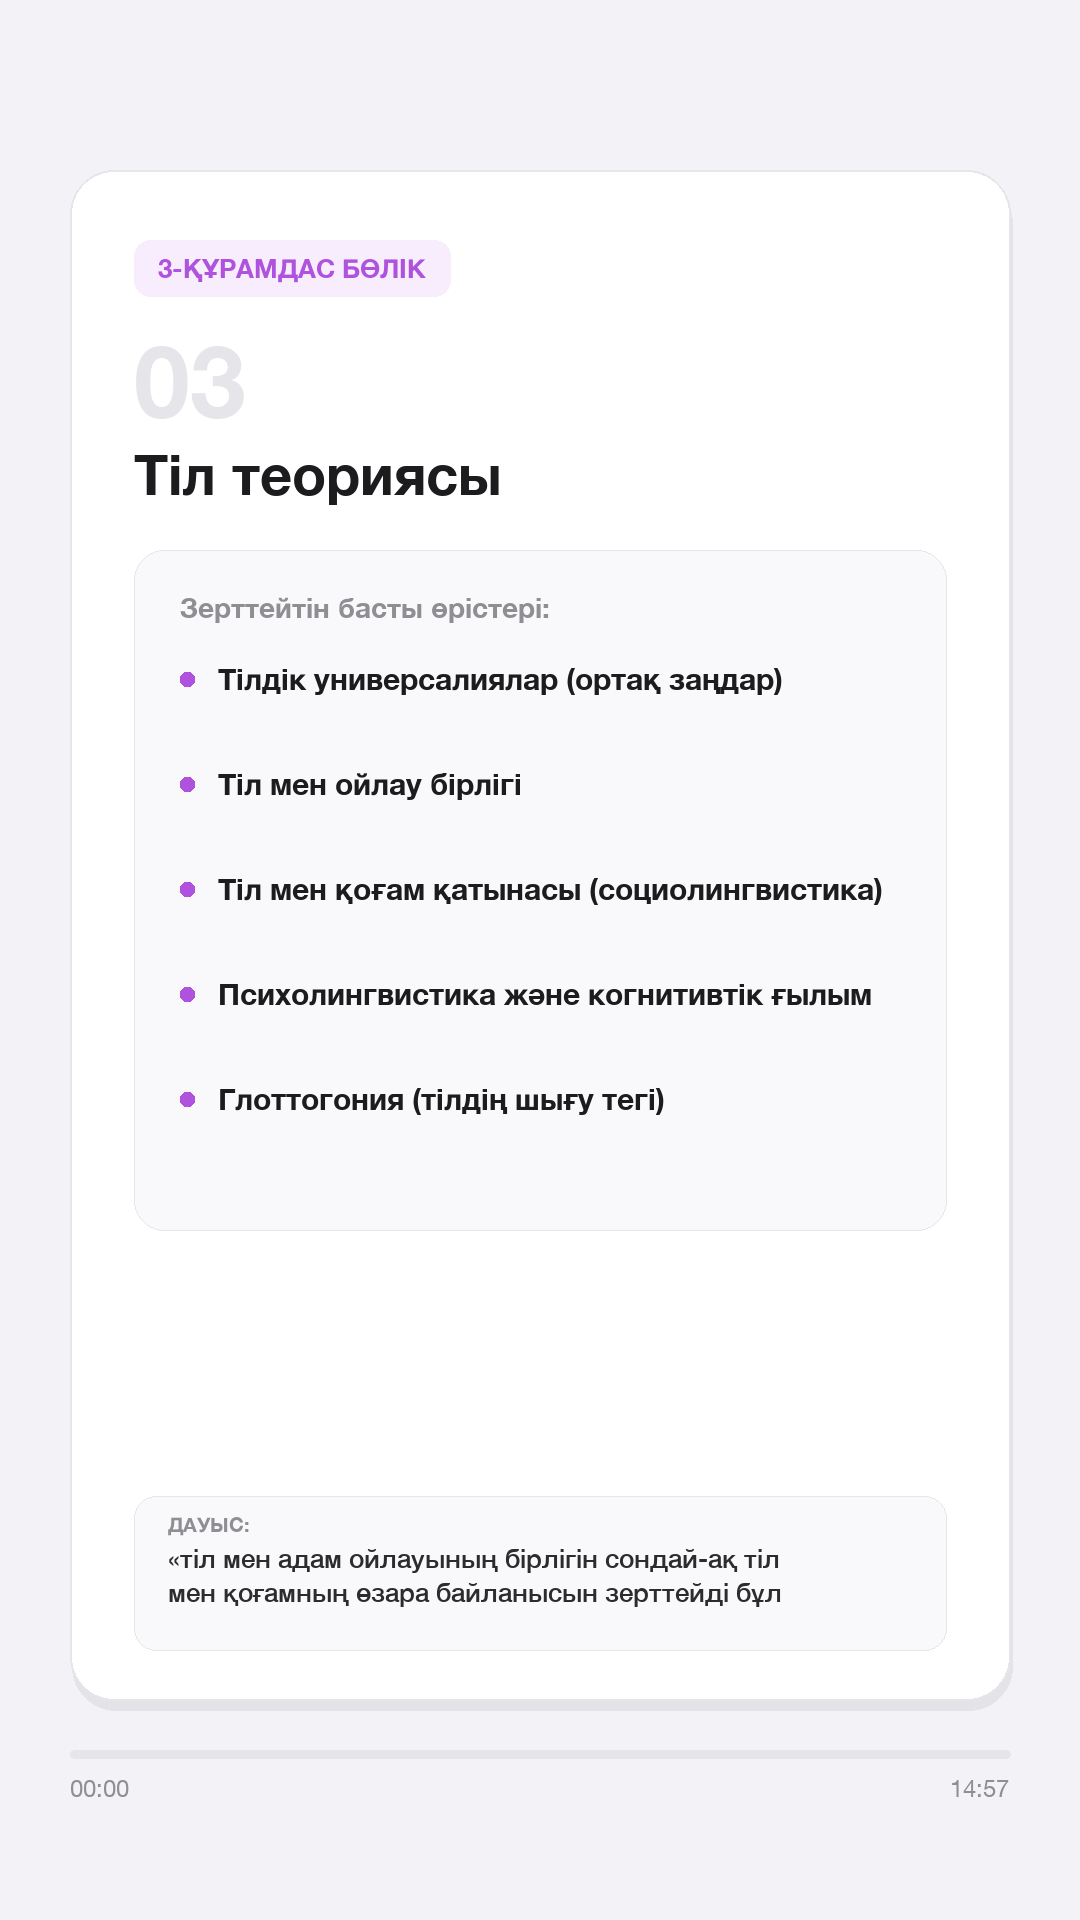 3-ҚҰРАМДАС БӨЛІК
03
Тіл теориясы
Зерттейтін басты өрістері:
Тілдік универсалиялар (ортақ заңдар)
Тіл мен ойлау бірлігі
Тіл мен қоғам қатынасы (социолингвистика)
Психолингвистика және когнитивтік ғылым
Глоттогония (тілдің шығу тегі)
ДАУЫС:
«тіл мен адам ойлауының бірлігін сондай-ақ тіл
мен қоғамның өзара байланысын зерттейді бұл
00:00
14:57